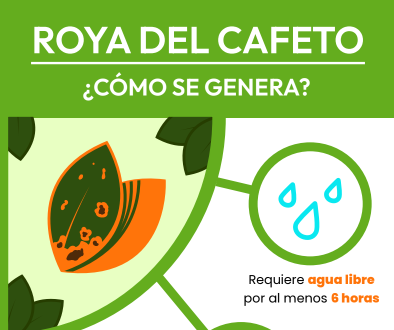 ROYA DEL CAFETO
¿CÓMO SE GENERA?
Requiere agua libre
por al menos 6 horas